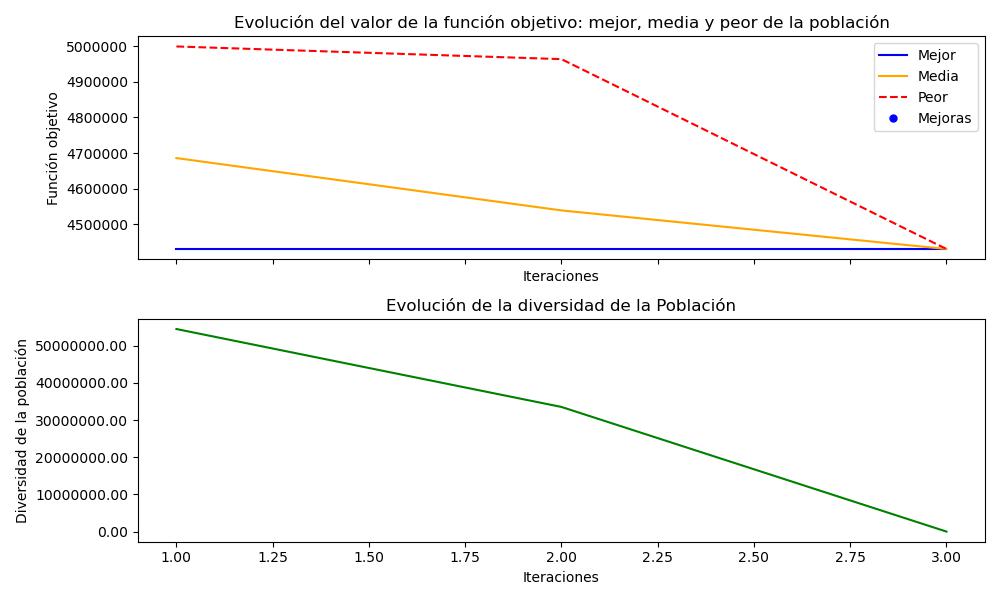 Evolución del valor de la función objetivo: mejor, media y peor de la población
5000000
4900000
4800000
4700000
4600000
4500000
Función objetivo
Mejor
Media
Peor
Mejoras
Iteraciones
Evolución de la diversidad de la Población
50000000.00
40000000.00
30000000.00
20000000.00
10000000.00
0.00
Diversidad de la población
1.00 1.25 1.50 1.75 2.00 2.25 2.50 2.75 3.00
Iteraciones